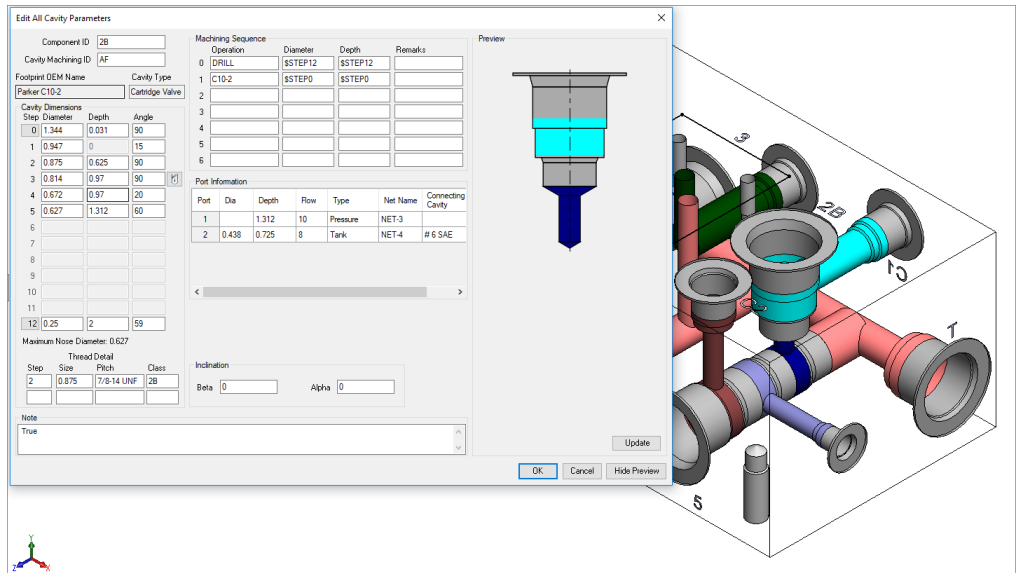 Edit All Cavity Parameters
Component ID 2B
Cavity Machining ID AF
Footprint OEM Name Cavity Type
Parker C10-2 Cartridge Valve
Cavity Dimensions
Step Diameter Depth Angle
0 1.344 0.031 90
1 0.947 0 15
2 0.875 0.625 90
3 0.814 0.97 90
4 0.672 0.97 20
5 0.627 1.312 60
6
7
8
9
10
11
12 0.25 2 59
Maximum Nose Diameter: 0.627
Thread Detail
Step Size Pitch Class
2 0.875 7/8-14 UNF 2B
Machining Sequence
Operation Diameter Depth Remarks
0 DRILL $STEP12 $STEP12
1 C10-2 $STEP0 $STEP0
2
3
4
5
6
Port Information
Port Dia Depth Flow Type Net Name Connecting Cavity
1 1.312 10 Pressure NET-3
2 0.438 0.725 8 Tank NET-4 # 6 SAE
Inclination
Beta 0 Alpha 0
Note
True
Preview
Update
OK Cancel Hide Preview
3
2B
C1
T
5
Y
Z
X